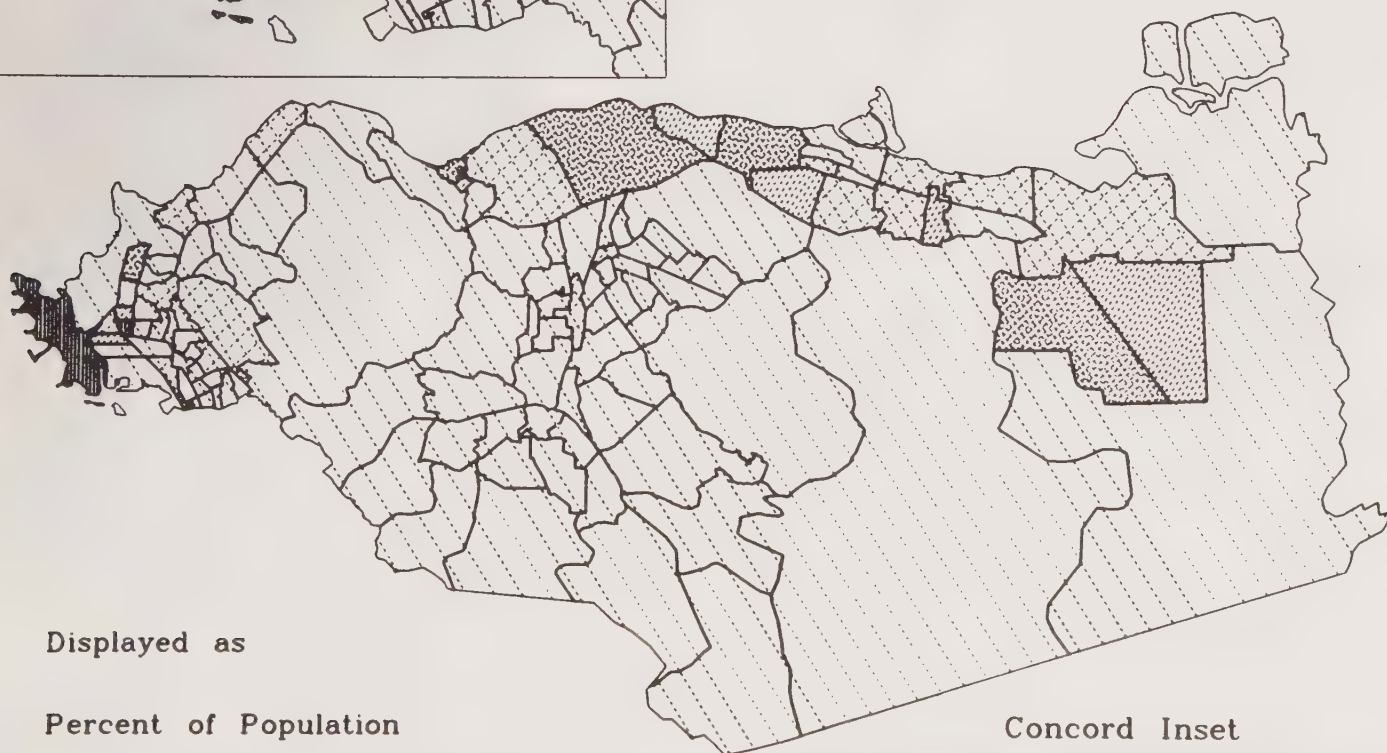 Displayed as
Percent of Population
Concord Inset